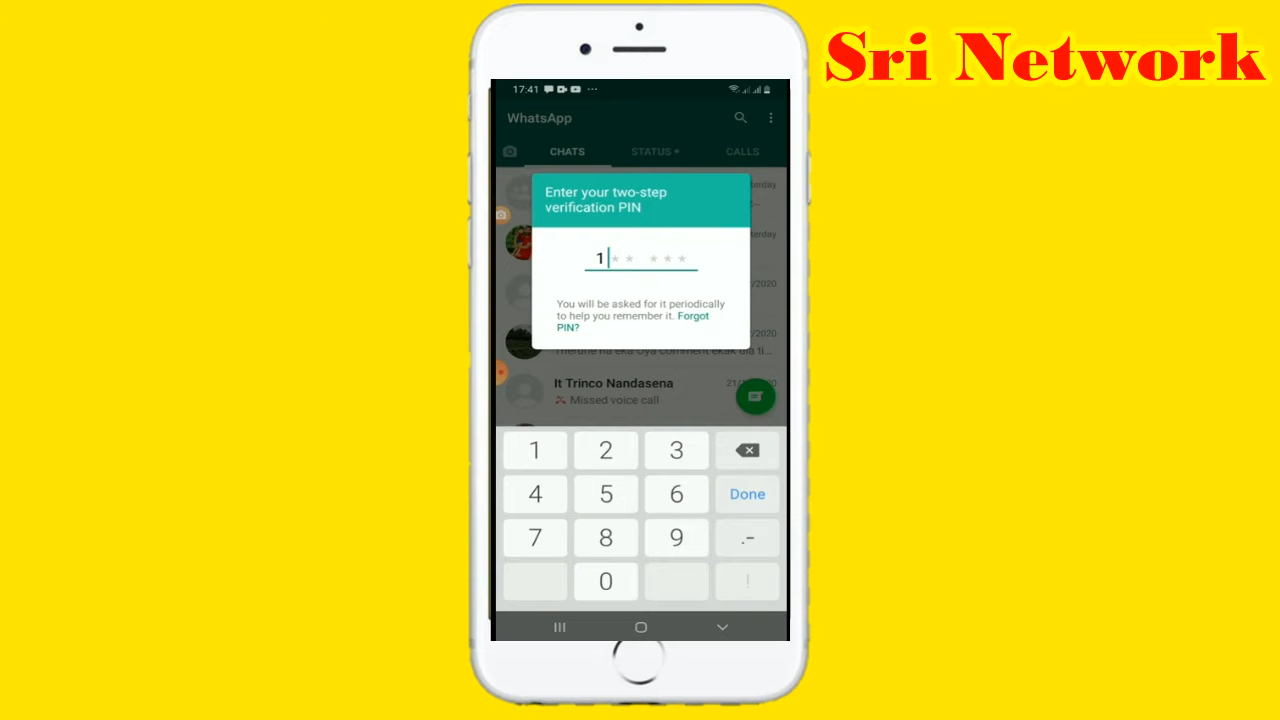 Sri Network
17:41
WhatsApp
CHATS STATUS CALLS
Enter your two-step
verification PIN
1
You will be asked for it periodically
to help you remember it. Forgot
PIN?
It Trinco Nandasena
Missed voice call
1 2 3
4 5 6 Done
7 8 9 .-
0 !